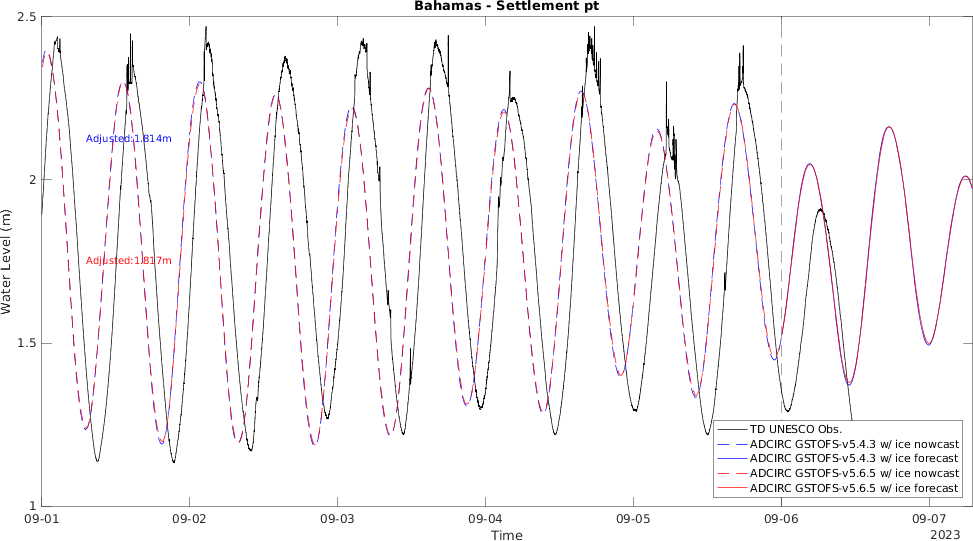 Bahamas - Settlement pt
2.5
2
1.5
1
Water Level (m)
Adjusted:1.814m
Adjusted:1.817m
TD UNESCO Obs.
ADCIRC GSTOFS-v5.4.3 w/ ice nowcast
ADCIRC GSTOFS-v5.4.3 w/ ice forecast
ADCIRC GSTOFS-v5.6.5 w/ ice nowcast
ADCIRC GSTOFS-v5.6.5 w/ ice forecast
09-01 09-02 09-03 09-04 09-05 09-06 09-07
Time 2023